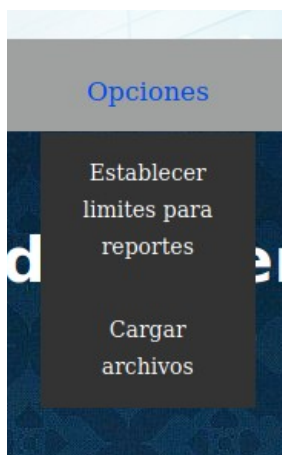 Opciones
Establecer
limites para
reportes
Cargar
archivos